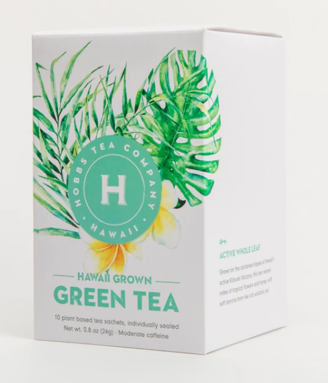 HOBBS TEA COMPANY
H
• HAWAII •
HAWAII GROWN
GREEN TEA
10 plant based tea sachets, individually sealed
Net wt. 0.8 oz (24g) · Moderate caffeine
ACTIVE WHOLE LEAF